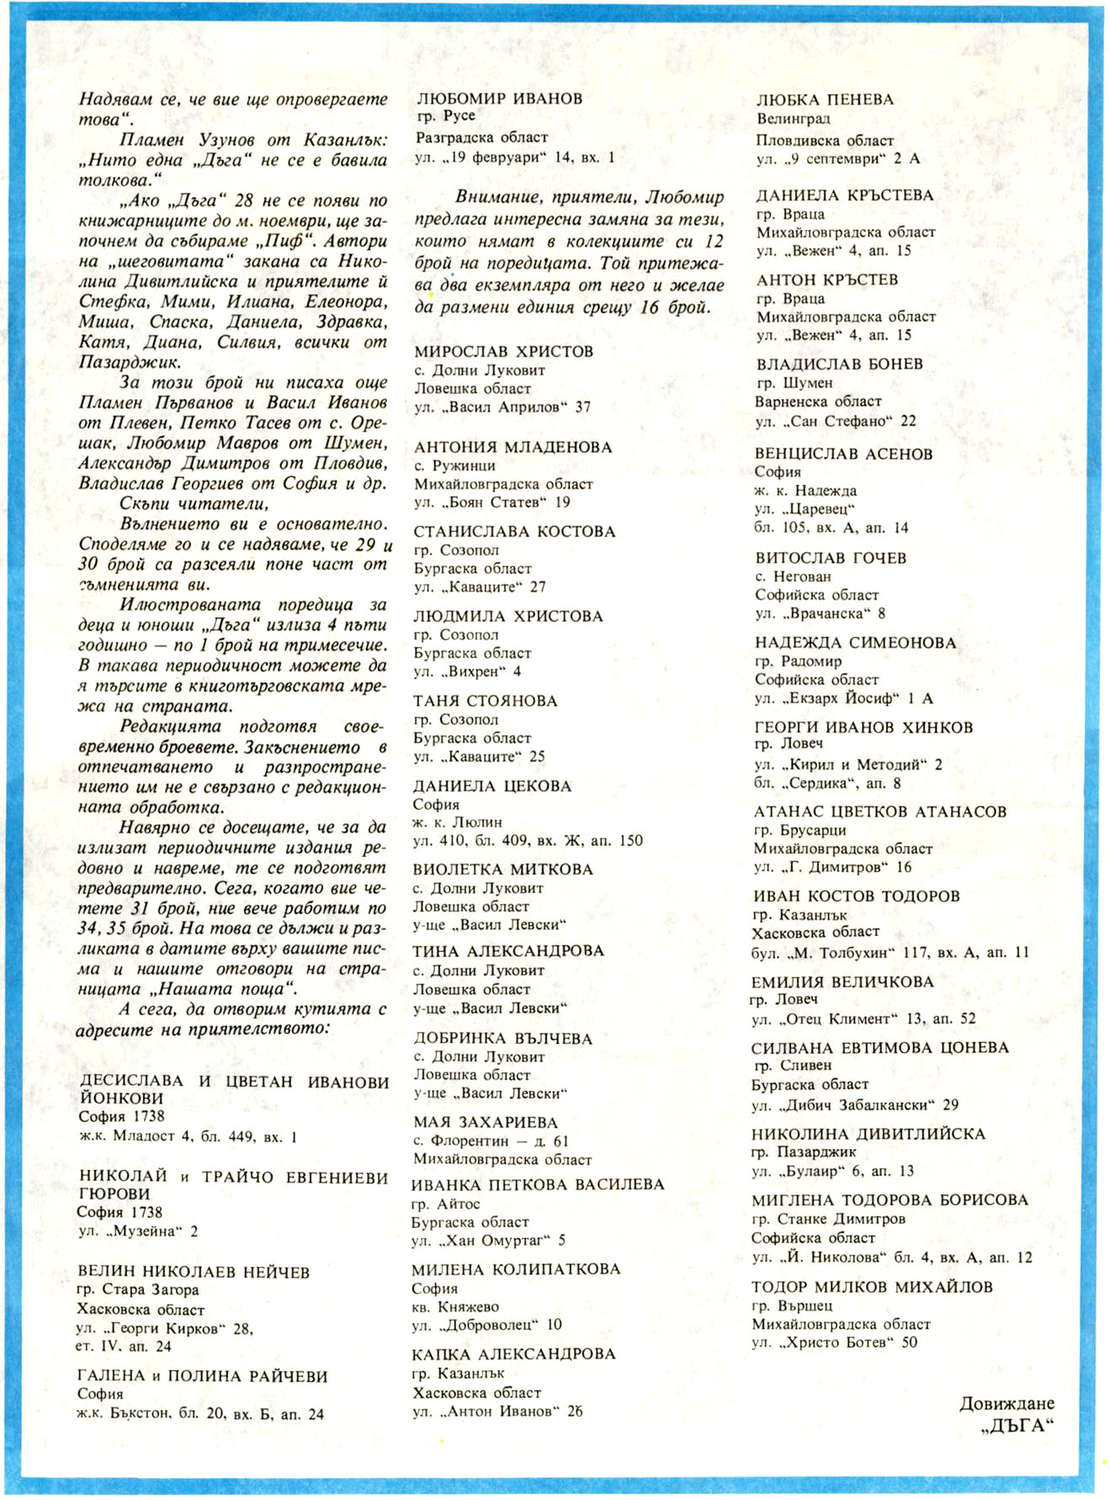 Надявам се, че вие ще опровергаете
това“.
Пламен Узунов от Казанлък:
„Нито една „Дъга“ не се е бавила
толкова.“
„Ако „Дъга“ 28 не се появи по
книжарниците до м. ноември, ще за-
почнем да събираме „Пиф“. Автори
на „шеговитата“ закана са Нико-
лина Дивитлийска и приятелите й
Стефка, Мими, Илиана, Елеонора,
Миша, Спаска, Даниела, Здравка,
Катя, Диана, Силвия, всички от
Пазарджик.
За този брой ни писаха още
Пламен Първанов и Васил Иванов
от Плевен, Петко Тасев от с. Оре-
шак, Любомир Мавров от Шумен,
Александър Димитров от Пловдив,
Владислав Георгиев от София и др.
Скъпи читатели,
Вълнението ви е основателно.
Споделяме го и се надяваме, че 29 и
30 брой са разсеяли поне част от
съмненията ви.
Илюстрованата поредица за
деца и юноши „Дъга“ излиза 4 пъти
годишно — по 1 брой на тримесечие.
В такава периодичност можете да
я търсите в книготърговската мре-
жа на страната.
Редакцията подготвя свое-
временно броевете. Закъснението в
отпечатването и разпростране-
нието им не е свързано с редакцион-
ната обработка.
Навярно се досещате, че за да
излизат периодичните издания ре-
довно и навреме, те се подготвят
предварително. Сега, когато вие че-
тете 31 брой, ние вече работим по
34, 35 брой. На това се дължи и раз-
ликата в датите върху вашите пис-
ма и нашите отговори на стра-
ницата „Нашата поща“.
А сега, да отворим кутията с
адресите на приятелството:
ДЕСИСЛАВА И ЦВЕТАН ИВАНОВИ
ЙОНКОВИ
София 1738
ж.к. Младост 4, бл. 449, вх. 1
НИКОЛАЙ и ТРАЙЧО ЕВГЕНИЕВИ
ГЮРОВИ
София 1738
ул. „Музейна“ 2
ВЕЛИН НИКОЛАЕВ НЕЙЧЕВ
гр. Стара Загора
Хасковска област
ул. „Георги Кирков“ 28,
ет. IV. ап. 24
ГАЛЕНА и ПОЛИНА РАЙЧЕВИ
София
ж.к. Бъкстон, бл. 20, вх. Б, ап. 24
ЛЮБОМИР ИВАНОВ
гр. Русе
Разградска област
ул. „19 февруари“ 14, вх. 1
Внимание, приятели, Любомир
предлага интересна замяна за тези,
които нямат в колекциите си 12
брой на поредицата. Той притежа-
ва два екземпляра от него и желае
да размени единия срещу 16 брой.
МИРОСЛАВ ХРИСТОВ
с. Долни Луковит
Ловешка област
ул. „Васил Априлов“ 37
АНТОНИЯ МЛАДЕНОВА
с. Ружинци
Михайловградска област
ул. „Боян Статев“ 19
СТАНИСЛАВА КОСТОВА
гр. Созопол
Бургаска област
ул. „Каваците“ 27
ЛЮДМИЛА ХРИСТОВА
гр. Созопол
Бургаска област
ул. „Вихрен“ 4
ТАНЯ СТОЯНОВА
гр. Созопол
Бургаска област
ул. „Каваците“ 25
ДАНИЕЛА ЦЕКОВА
София
ж. к. Люлин
ул. 410, бл. 409, вх. Ж, ап. 150
ВИОЛЕТКА МИТКОВА
с. Долни Луковит
Ловешка област
у-ще „Васил Левски“
ТИНА АЛЕКСАНДРОВА
с. Долни Луковит
Ловешка област
у-ще „Васил Левски“
ДОБРИНКА ВЪЛЧЕВА
с. Долни Луковит
Ловешка област
у-ще „Васил Левски“
МАЯ ЗАХАРИЕВА
с. Флорентин — д. 61
Михайловградска област
ИВАНКА ПЕТКОВА ВАСИЛЕВА
гр. Айтос
Бургаска област
ул. „Хан Омуртаг“ 5
МИЛЕНА КОЛИПАТКОВА
София
кв. Княжево
ул. „Доброволец“ 10
КАПКА АЛЕКСАНДРОВА
гр. Казанлък
Хасковска област
ул. „Антон Иванов“ 26
ЛЮБКА ПЕНЕВА
Велинград
Пловдивска област
ул. „9 септември“ 2 А
ДАНИЕЛА КРЪСТЕВА
гр. Враца
Михайловградска област
ул. „Вежен“ 4, ап. 15
АНТОН КРЪСТЕВ
гр. Враца
Михайловградска област
ул. „Вежен“ 4, ап. 15
ВЛАДИСЛАВ БОНЕВ
гр. Шумен
Варненска област
ул. „Сан Стефано“ 22
ВЕНЦИСЛАВ АСЕНОВ
София
ж. к. Надежда
ул. „Царевец“
бл. 105, вх. А, ап. 14
ВИТОСЛАВ ГОЧЕВ
с. Негован
Софийска област
ул. „Врачанска“ 8
НАДЕЖДА СИМЕОНОВА
гр. Радомир
Софийска област
ул. „Екзарх Йосиф“ 1 А
ГЕОРГИ ИВАНОВ ХИНКОВ
гр. Ловеч
ул. „Кирил и Методий“ 2
бл. „Сердика“, ап. 8
АТАНАС ЦВЕТКОВ АТАНАСОВ
гр. Брусарци
Михайловградска област
ул. „Г. Димитров“ 16
ИВАН КОСТОВ ТОДОРОВ
гр. Казанлък
Хасковска област
бул. „М. Толбухин“ 117, вх. А, ап. 11
ЕМИЛИЯ ВЕЛИЧКОВА
гр. Ловеч
ул. „Отец Климент“ 13, ап. 52
СИЛВАНА ЕВТИМОВА ЦОНЕВА
гр. Сливен
Бургаска област
ул. „Дибич Забалкански“ 29
НИКОЛИНА ДИВИТЛИЙСКА
гр. Пазарджик
ул. „Булаир“ 6, ап. 13
МИГЛЕНА ТОДОРОВА БОРИСОВА
гр. Станке Димитров
Софийска област
ул. „Й. Николова“ бл. 4, вх. А, ап. 12
ТОДОР МИЛКОВ МИХАЙЛОВ
гр. Вършец
Михайловградска област
ул. „Христо Ботев“ 50
Довиждане
„ДЪГА“